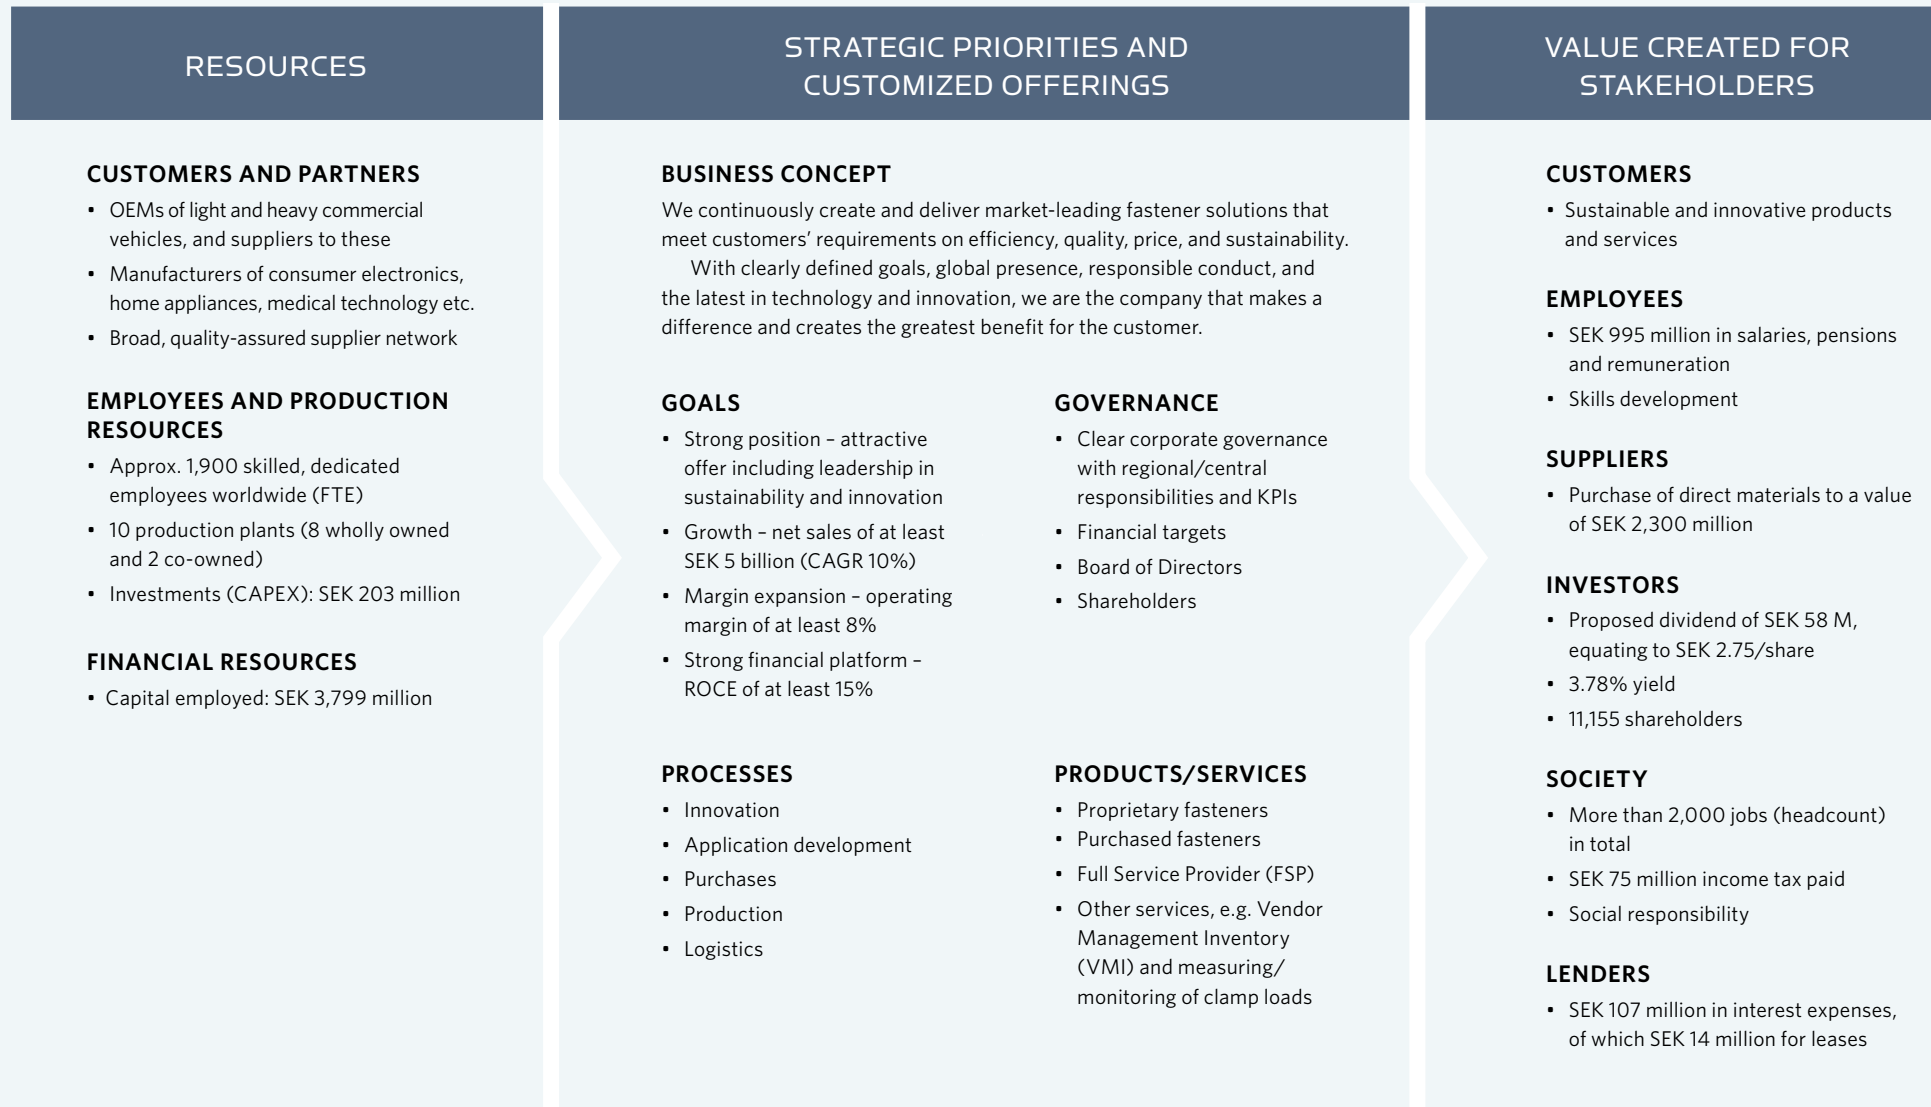 RESOURCES
CUSTOMERS AND PARTNERS
▪ OEMs of light and heavy commercial
vehicles, and suppliers to these
▪ Manufacturers of consumer electronics,
home appliances, medical technology etc.
▪ Broad, quality-assured supplier network
EMPLOYEES AND PRODUCTION
RESOURCES
▪ Approx. 1,900 skilled, dedicated
employees worldwide (FTE)
▪ 10 production plants (8 wholly owned
and 2 co-owned)
▪ Investments (CAPEX): SEK 203 million
FINANCIAL RESOURCES
▪ Capital employed: SEK 3,799 million
STRATEGIC PRIORITIES AND
CUSTOMIZED OFFERINGS
BUSINESS CONCEPT
We continuously create and deliver market-leading fastener solutions that
meet customers’ requirements on efficiency, quality, price, and sustainability.
With clearly defined goals, global presence, responsible conduct, and
the latest in technology and innovation, we are the company that makes a
difference and creates the greatest benefit for the customer.
GOALS
▪ Strong position – attractive
offer including leadership in
sustainability and innovation
▪ Growth – net sales of at least
SEK 5 billion (CAGR 10%)
▪ Margin expansion – operating
margin of at least 8%
▪ Strong financial platform –
ROCE of at least 15%
GOVERNANCE
▪ Clear corporate governance
with regional/central
responsibilities and KPIs
▪ Financial targets
▪ Board of Directors
▪ Shareholders
PROCESSES
▪ Innovation
▪ Application development
▪ Purchases
▪ Production
▪ Logistics
PRODUCTS/SERVICES
▪ Proprietary fasteners
▪ Purchased fasteners
▪ Full Service Provider (FSP)
▪ Other services, e.g. Vendor
Management Inventory
(VMI) and measuring/
monitoring of clamp loads
VALUE CREATED FOR
STAKEHOLDERS
CUSTOMERS
▪ Sustainable and innovative products
and services
EMPLOYEES
▪ SEK 995 million in salaries, pensions
and remuneration
▪ Skills development
SUPPLIERS
▪ Purchase of direct materials to a value
of SEK 2,300 million
INVESTORS
▪ Proposed dividend of SEK 58 M,
equating to SEK 2.75/share
▪ 3.78% yield
▪ 11,155 shareholders
SOCIETY
▪ More than 2,000 jobs (headcount)
in total
▪ SEK 75 million income tax paid
▪ Social responsibility
LENDERS
▪ SEK 107 million in interest expenses,
of which SEK 14 million for leases